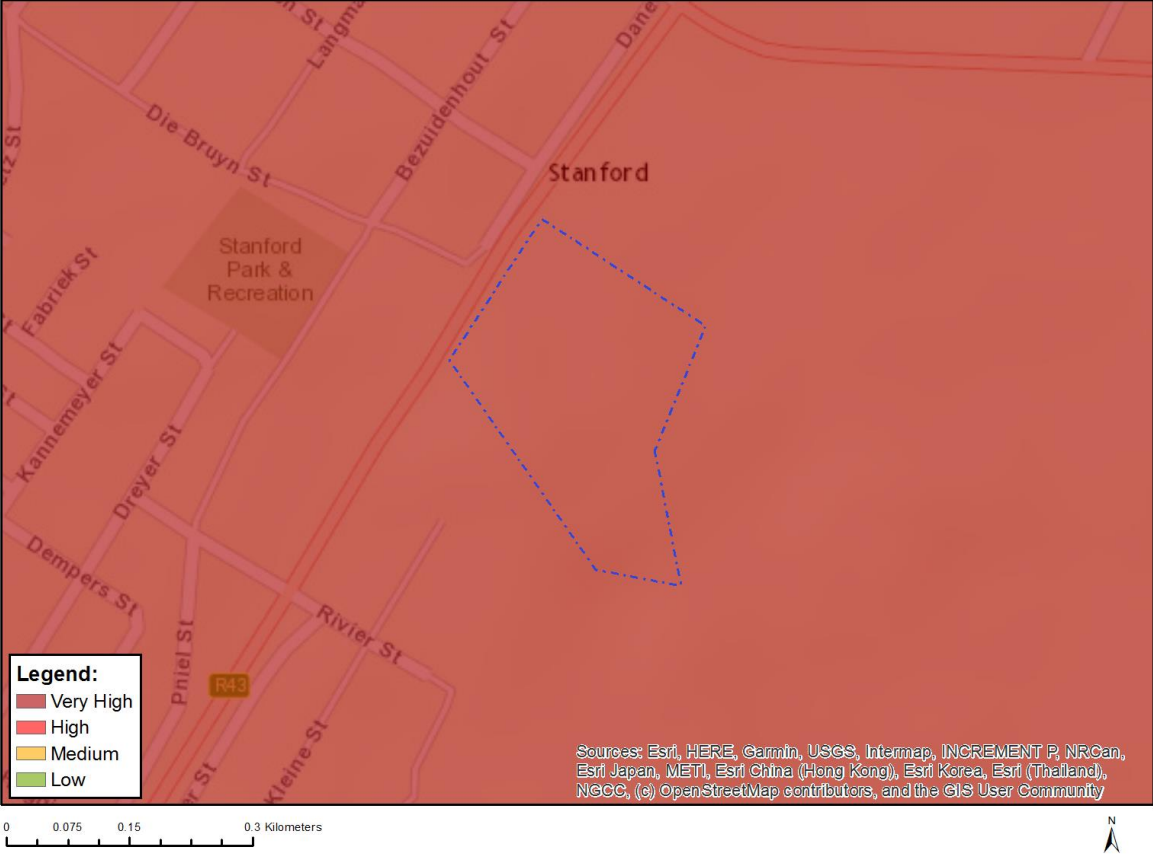 Langma
Dane
Bezuidenhout St
Die Bruyn St
Stanford
Stanford
Park &
Recreation
Fabriek St
Kannemeyer St
Dreyer St
Dempers St
Rivier St
Pniel St
R43
Kleine St
er St
Legend:
Very High
High
Medium
Low
Sources: Esri, HERE, Garmin, USGS, Intermap, INCREMENT P, NRCan,
Esri Japan, METI, Esri China (Hong Kong), Esri Korea, Esri (Thailand),
NGCC, (c) OpenStreetMap contributors, and the GIS User Community
0 0.075 0.15 0.3 Kilometers
N